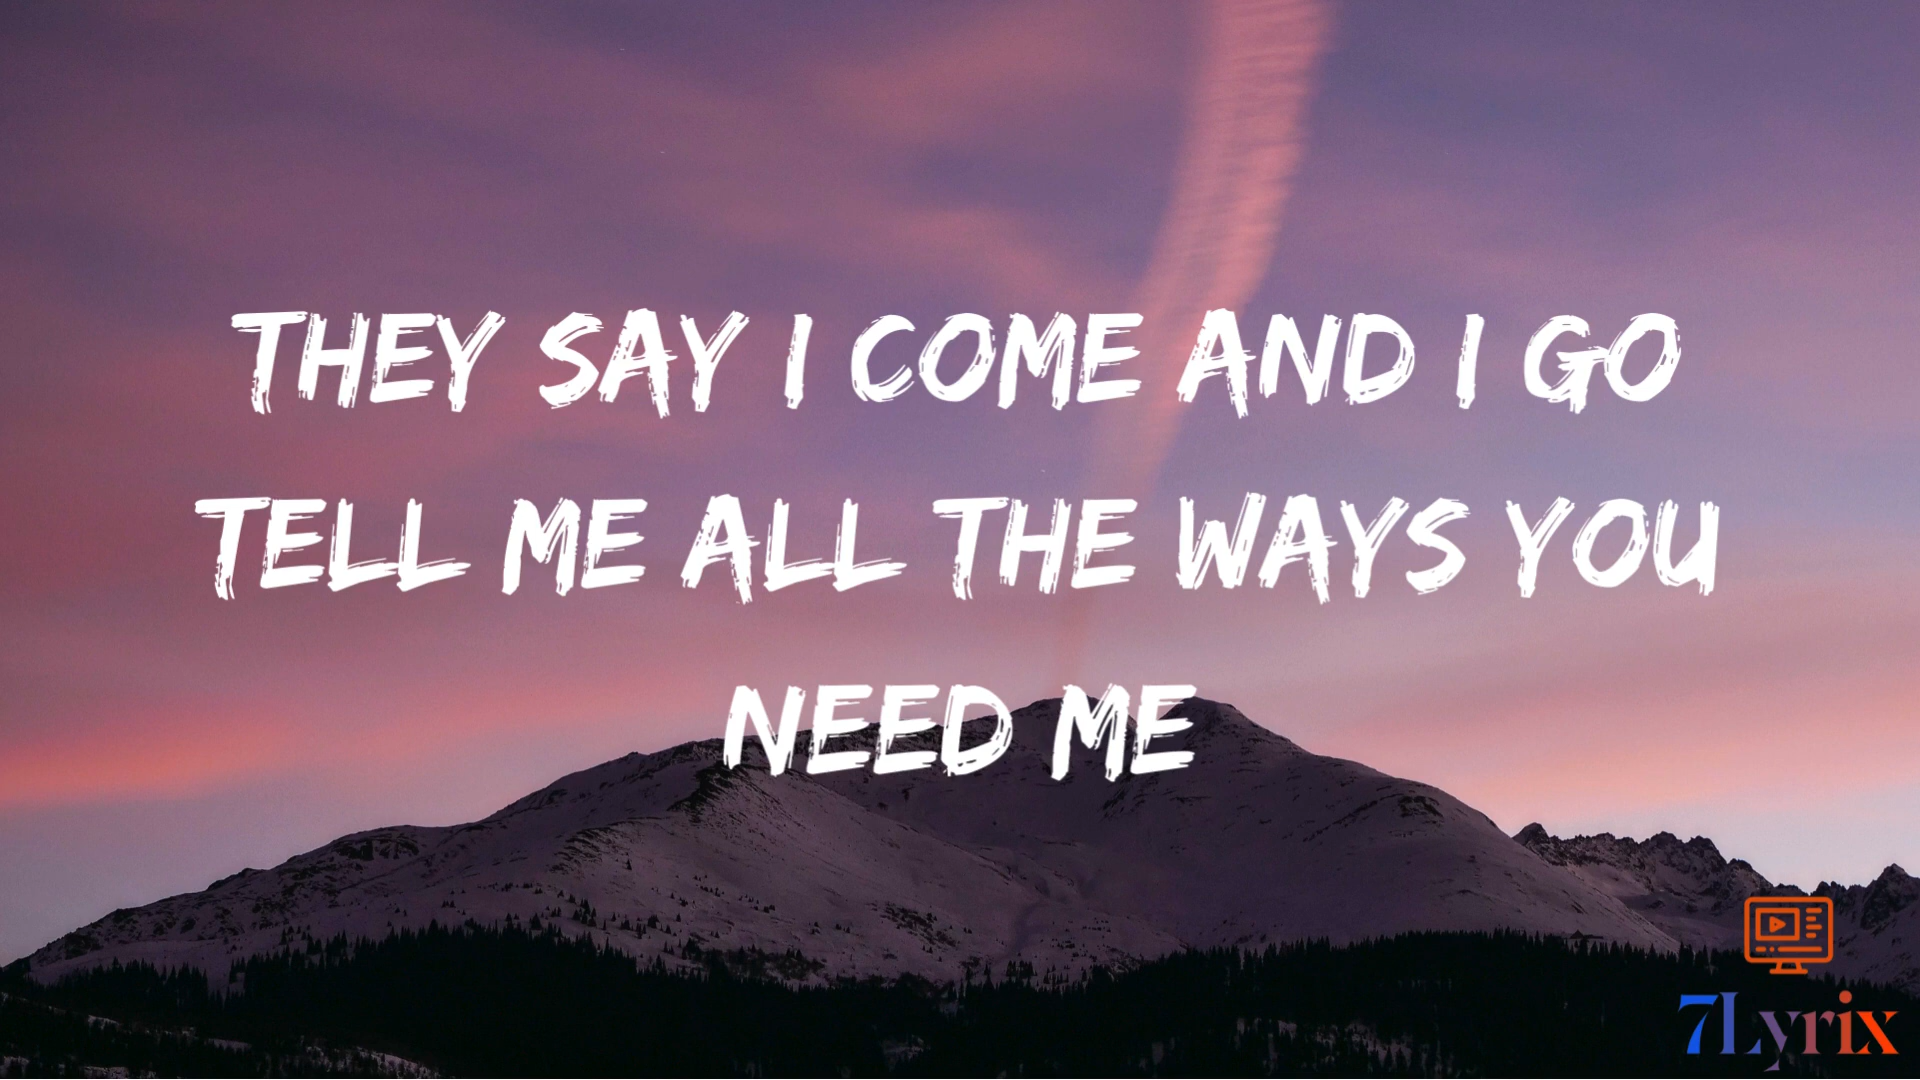 THEY SAY I COME AND I GO
TELL ME ALL THE WAYS YOU
NEED ME
7Lyrix